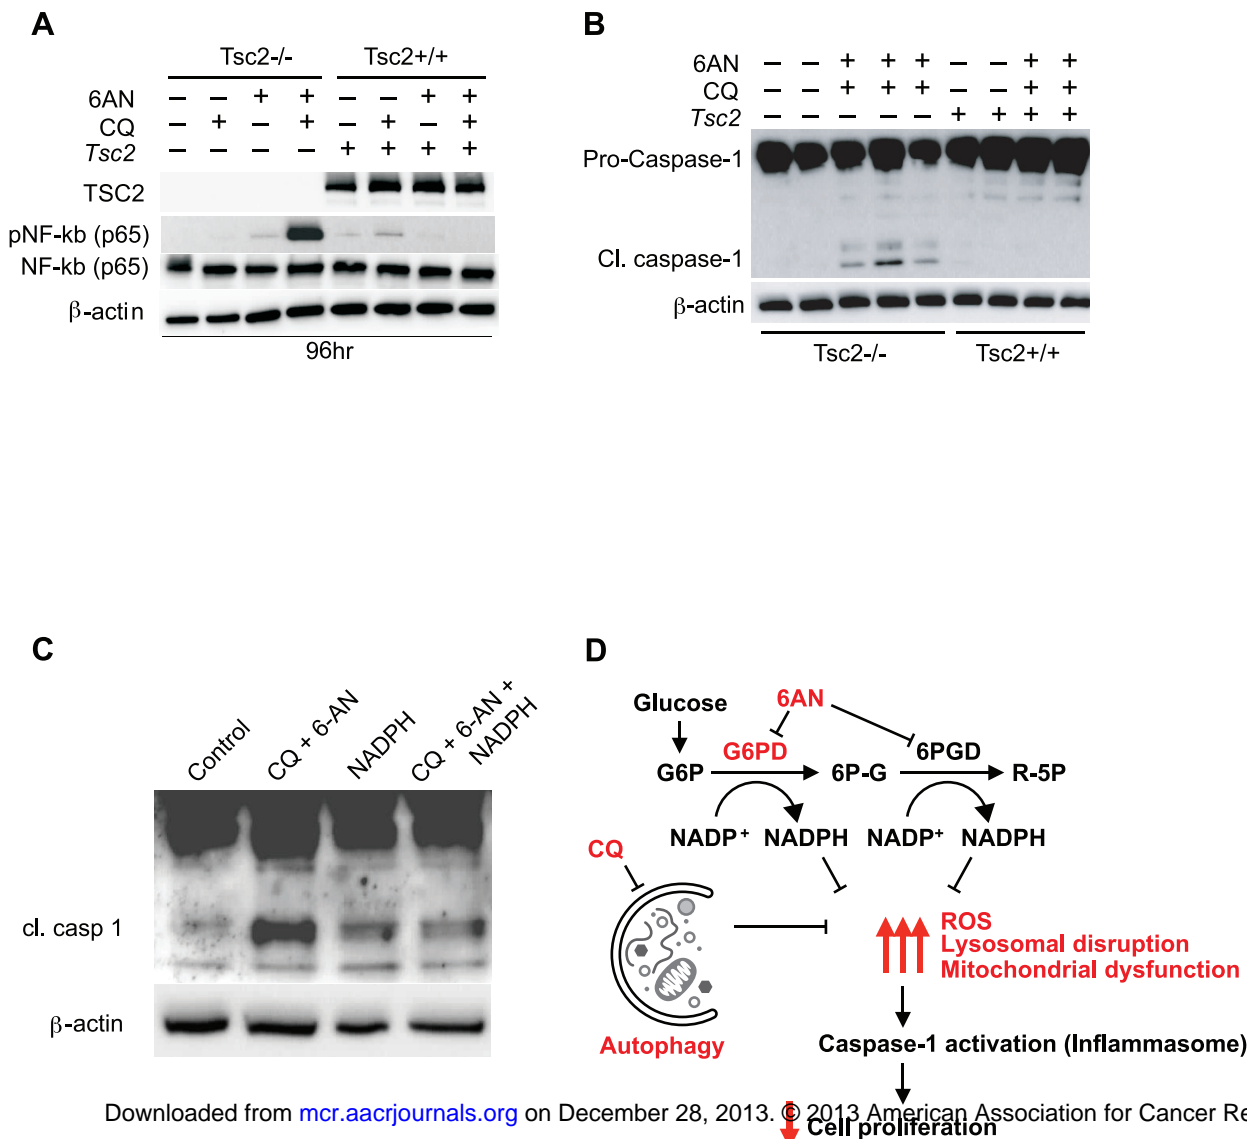 A
Tsc2-/- Tsc2+/+
6AN – – + + – – + +
CQ – + – + – + – +
Tsc2 – – – – + + + +
TSC2
pNF-kb (p65)
NF-kb (p65)
β-actin
96hr
B
6AN – – + + + – – + +
CQ – – + + + – – + +
Tsc2 – – – – – + + + +
Pro-Caspase-1
Cl. caspase-1
β-actin
Tsc2-/- Tsc2+/+
C
Control
CQ + 6-AN
NADPH
CQ + 6-AN +
NADPH
cl. casp 1
β-actin
D
6AN
Glucose
G6PD 6PGD
G6P 6P-G R-5P
NADP+ NADPH NADP+ NADPH
CQ
ROS
Lysosomal disruption
Mitochondrial dysfunction
Autophagy
Caspase-1 activation (Inflammasome)
Cell proliferation
Downloaded from mcr.aacrjournals.org on December 28, 2013. © 2013 American Association for Cancer Re